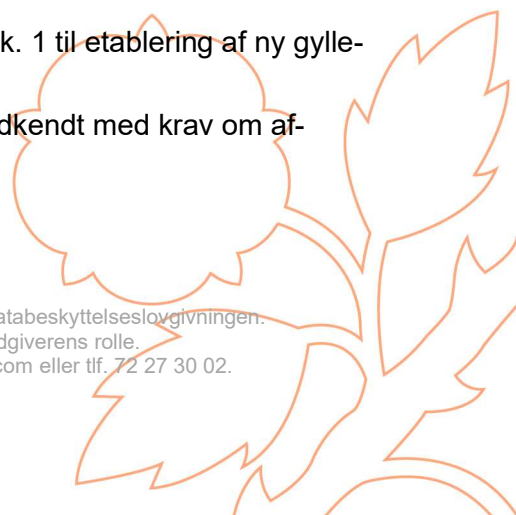 k. 1 til etablering af ny gylle-
dkendt med krav om af-
atabeskyttelseslovgivningen.
dgiverens rolle.
com eller tlf. 72 27 30 02.